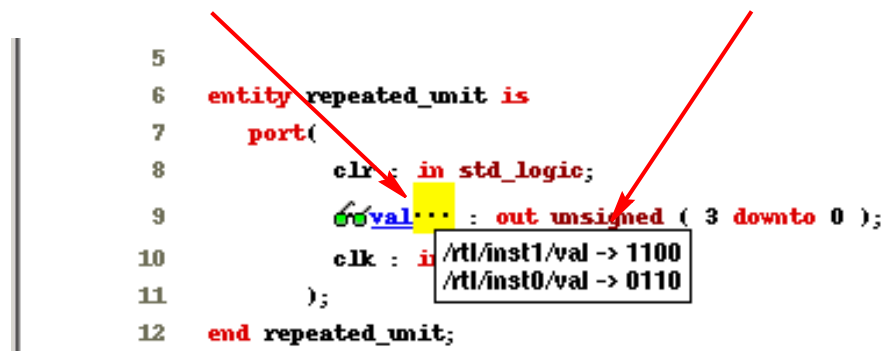 5
6 entity repeated_unit is
7 port(
8 clr : in std_logic;
9 val... : out unsigned ( 3 downto 0 );
10 clk : i
/rtl/inst1/val -> 1100
/rtl/inst0/val -> 0110
11 );
12 end repeated_unit;